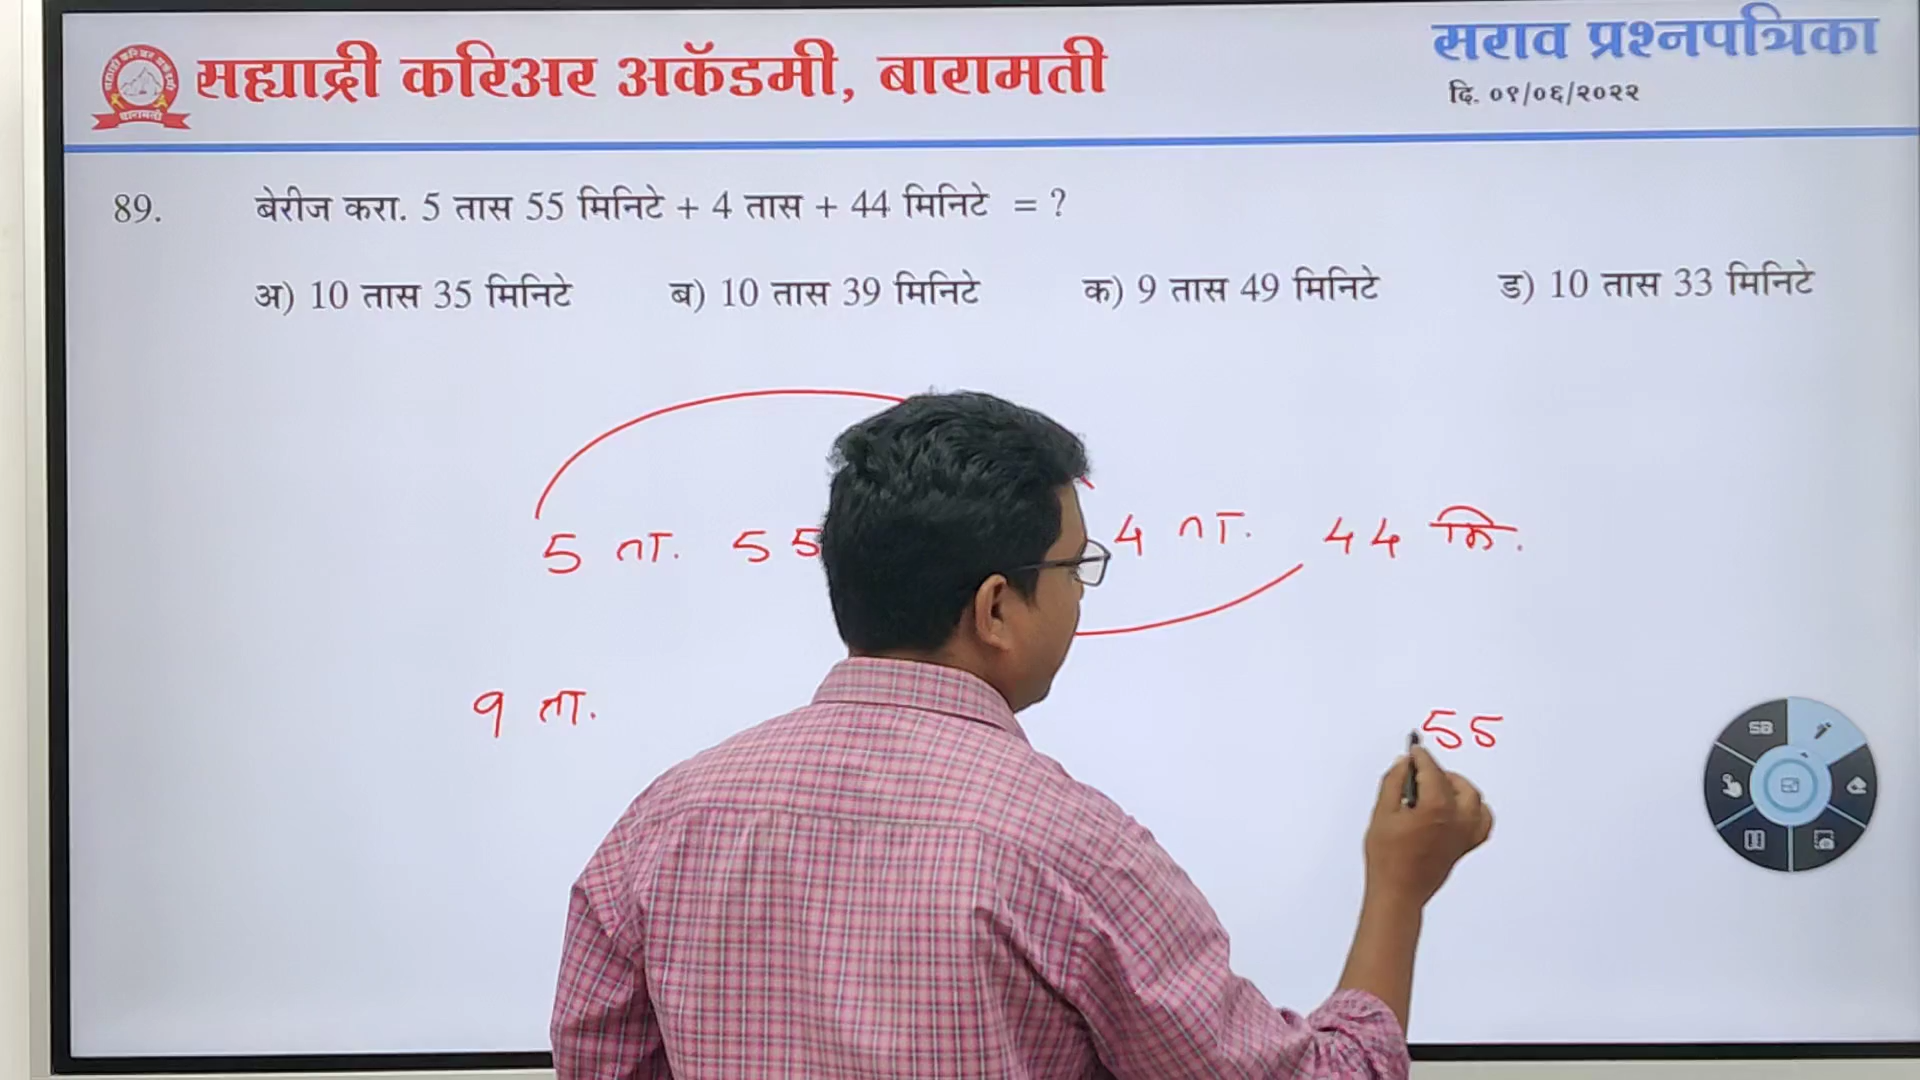 सह्याद्री करिअर अकॅडमी, बारामती
सराव प्रश्नपत्रिका
दि. ०९/०६/२०२२
89. बेरीज करा. 5 तास 55 मिनिटे + 4 तास + 44 मिनिटे = ?
अ) 10 तास 35 मिनिटे ब) 10 तास 39 मिनिटे क) 9 तास 49 मिनिटे ड) 10 तास 33 मिनिटे
5 ता. 55 4 ता. 44 मि.
9 ता. 55